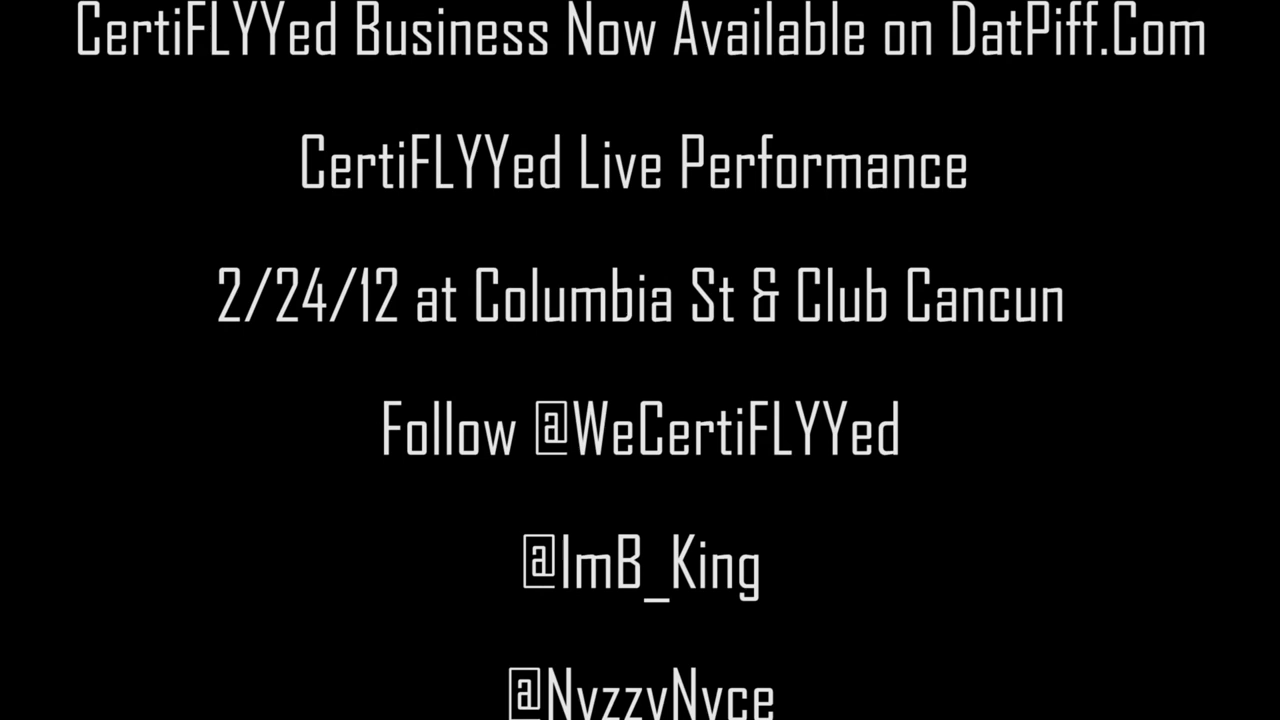 CertiFLYYed Business Now Available on DatPiff.Com
CertiFLYYed Live Performance
2/24/12 at Columbia St & Club Cancun
Follow @WeCertiFLYYed
@ImB_King
@NyzzyNyce